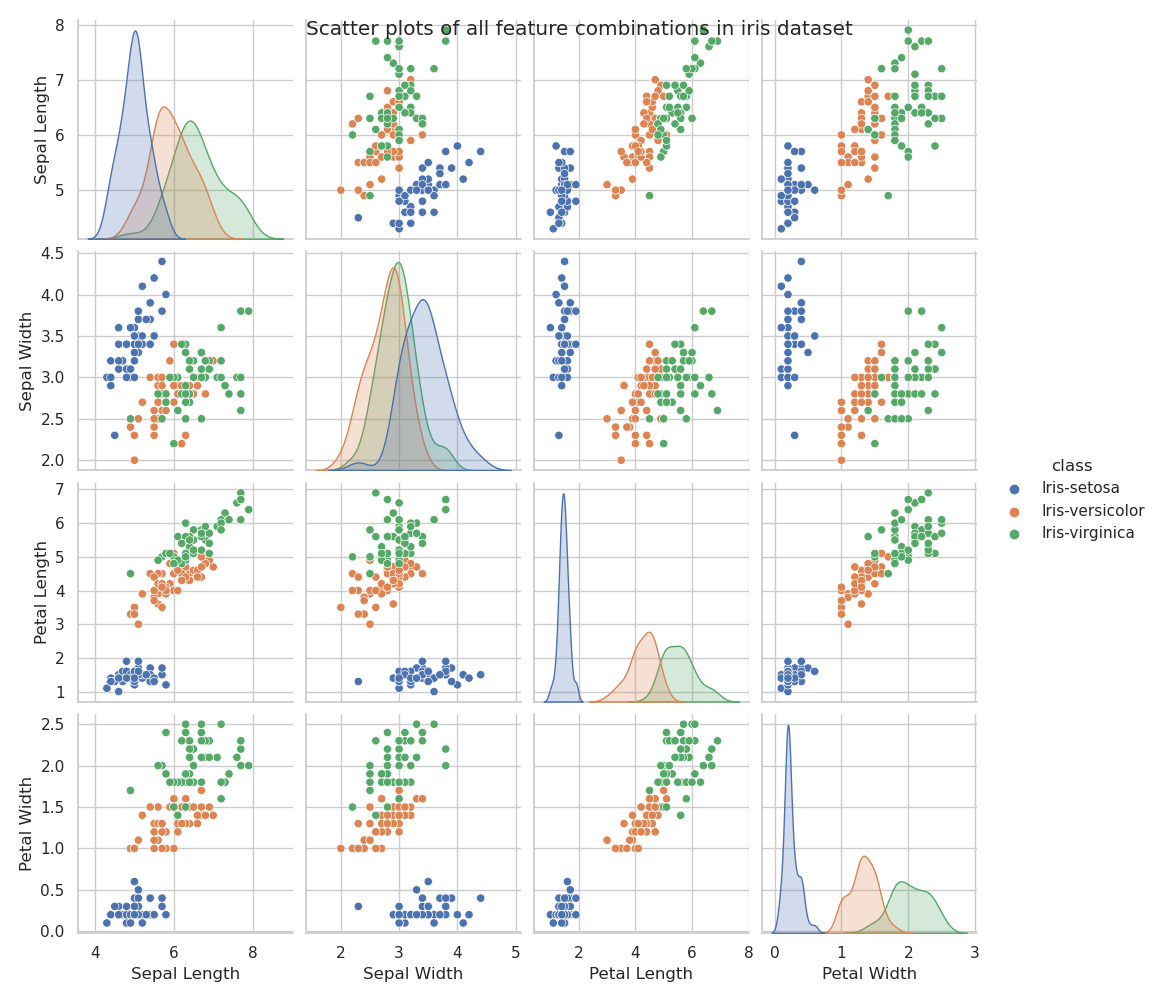 Scatter plots of all feature combinations in iris dataset
8
7
6
5
Sepal Length
4.5
4.0
3.5
3.0
2.5
2.0
Sepal Width
7
6
5
4
3
2
1
Petal Length
2.5
2.0
1.5
1.0
0.5
0.0
Petal Width
4 6 8
Sepal Length
2 3 4 5
Sepal Width
2 4 6 8
Petal Length
0 1 2 3
Petal Width
class
Iris-setosa
Iris-versicolor
Iris-virginica